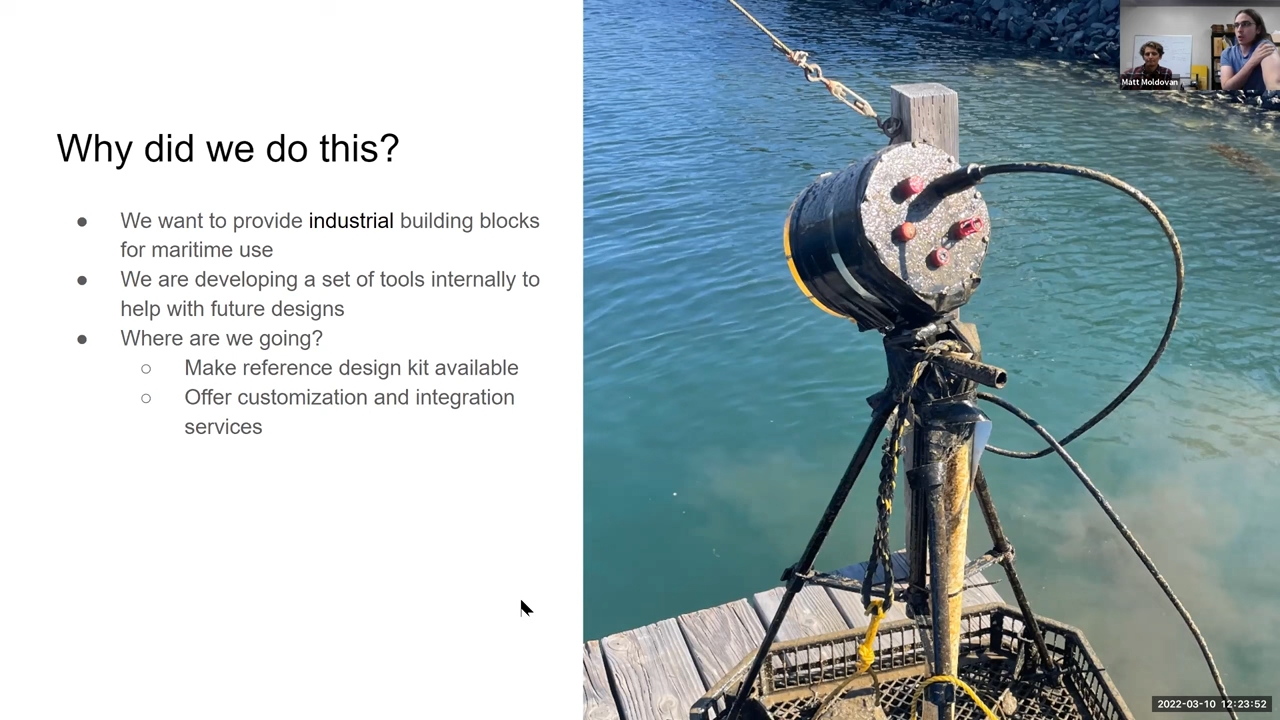 Why did we do this?
● We want to provide industrial building blocks
for maritime use
● We are developing a set of tools internally to
help with future designs
● Where are we going?
○ Make reference design kit available
○ Offer customization and integration
services
Matt Moldovan
2022-03-10 12:23:52